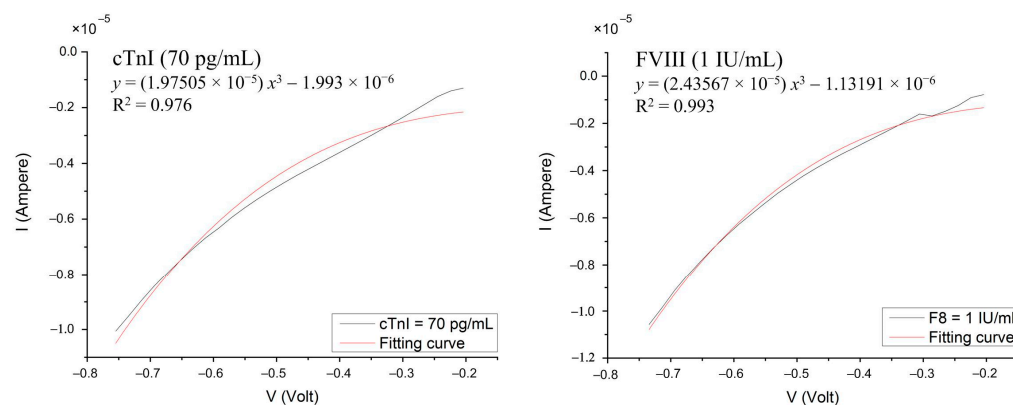 ×10⁻⁵
cTnI (70 pg/mL)
y = (1.97505 × 10⁻⁵) x³ – 1.993 × 10⁻⁶
R² = 0.976
0.0
–0.2
–0.4
–0.6
–0.8
–1.0
I (Ampere)
cTnI = 70 pg/mL
Fitting curve
–0.8 –0.7 –0.6 –0.5 –0.4 –0.3 –0.2
V (Volt)
×10⁻⁵
FVIII (1 IU/mL)
y = (2.43567 × 10⁻⁵) x³ – 1.13191 × 10⁻⁶
R² = 0.993
0.0
–0.2
–0.4
–0.6
–0.8
–1.0
–1.2
I (Ampere)
F8 = 1 IU/ml
Fitting curve
–0.8 –0.7 –0.6 –0.5 –0.4 –0.3 –0.2
V (Volt)